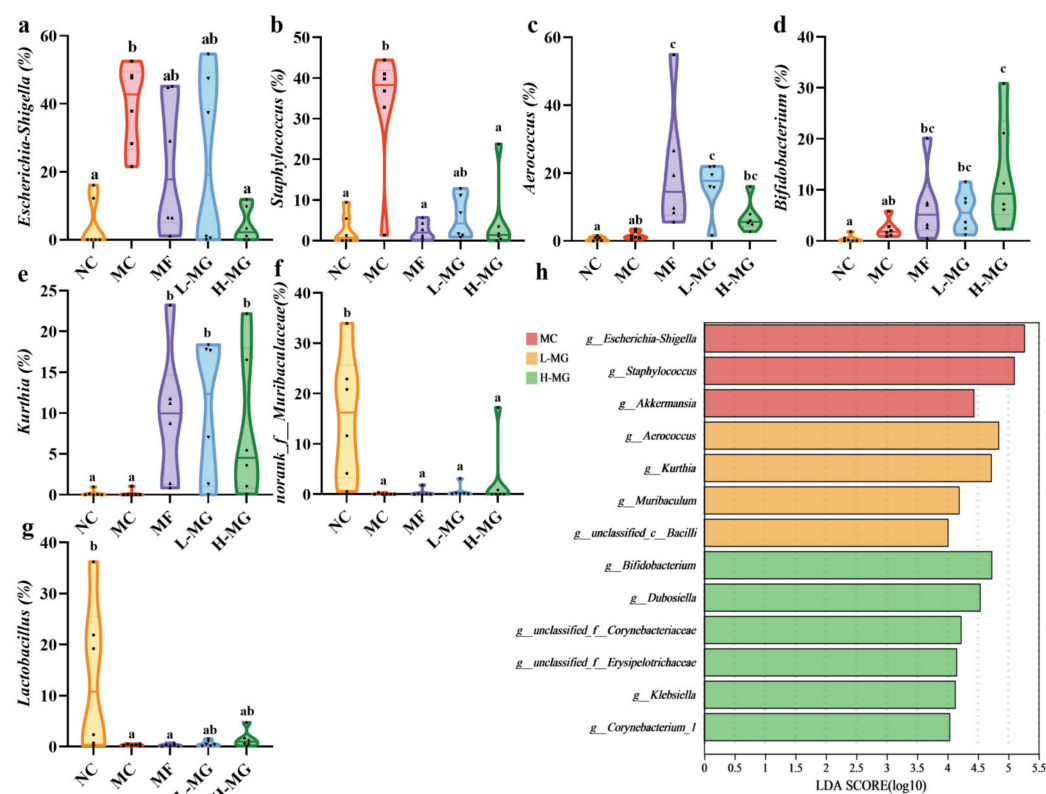 a
Escherichia-Shigella (%)
60
40
20
0
a
b
ab
ab
a
NC
MC
MF
L-MG
H-MG
b
Staphylococcus (%)
50
40
30
20
10
0
a
b
a
ab
a
NC
MC
MF
L-MG
H-MG
c
Aerococcus (%)
60
40
20
0
a
ab
c
c
bc
NC
MC
MF
L-MG
H-MG
d
Bifidobacterium (%)
40
30
20
10
0
a
ab
bc
bc
c
NC
MC
MF
L-MG
H-MG
e
Kurthia (%)
25
20
15
10
5
0
a
a
b
b
b
NC
MC
MF
L-MG
H-MG
f
norank_f__Muribaculaceae(%)
40
30
20
10
0
b
a
a
a
a
NC
MC
MF
L-MG
H-MG
g
Lactobacillus (%)
40
30
20
10
0
b
a
a
ab
ab
NC
MC
MF
L-MG
H-MG
h
MC
L-MG
H-MG
g__Escherichia-Shigella
g__Staphylococcus
g__Akkermansia
g__Aerococcus
g__Kurthia
g__Muribaculum
g__unclassified_c__Bacilli
g__Bifidobacterium
g__Dubosiella
g__unclassified_f__Corynebacteriaceae
g__unclassified_f__Erysipelotrichaceae
g__Klebsiella
g__Corynebacterium_1
0 0.5 1 1.5 2 2.5 3 3.5 4 4.5 5 5.5
LDA SCORE(log10)